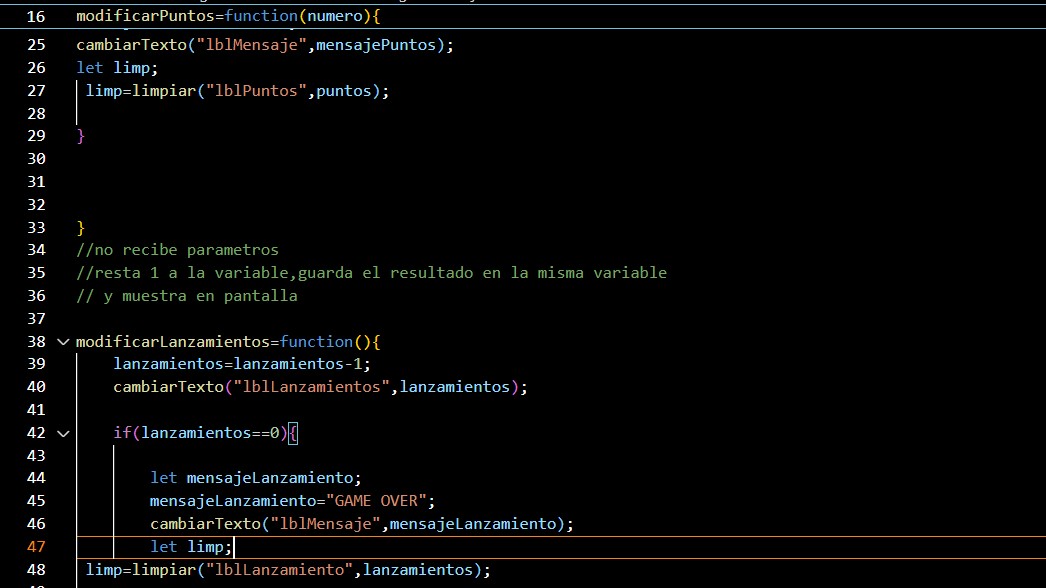 16 modificarPuntos=function(numero){
25 cambiarTexto("lblMensaje",mensajePuntos);
26 let limp;
27 limp=limpiar("lblPuntos",puntos);
28
29 }
30
31
32
33 }
34 //no recibe parametros
35 //resta 1 a la variable,guarda el resultado en la misma variable
36 // y muestra en pantalla
37
38 modificarLanzamientos=function(){
39 lanzamientos=lanzamientos-1;
40 cambiarTexto("lblLanzamientos",lanzamientos);
41
42 if(lanzamientos==0){
43
44 let mensajeLanzamiento;
45 mensajeLanzamiento="GAME OVER";
46 cambiarTexto("lblMensaje",mensajeLanzamiento);
47 let limp;
48 limp=limpiar("lblLanzamiento",lanzamientos);